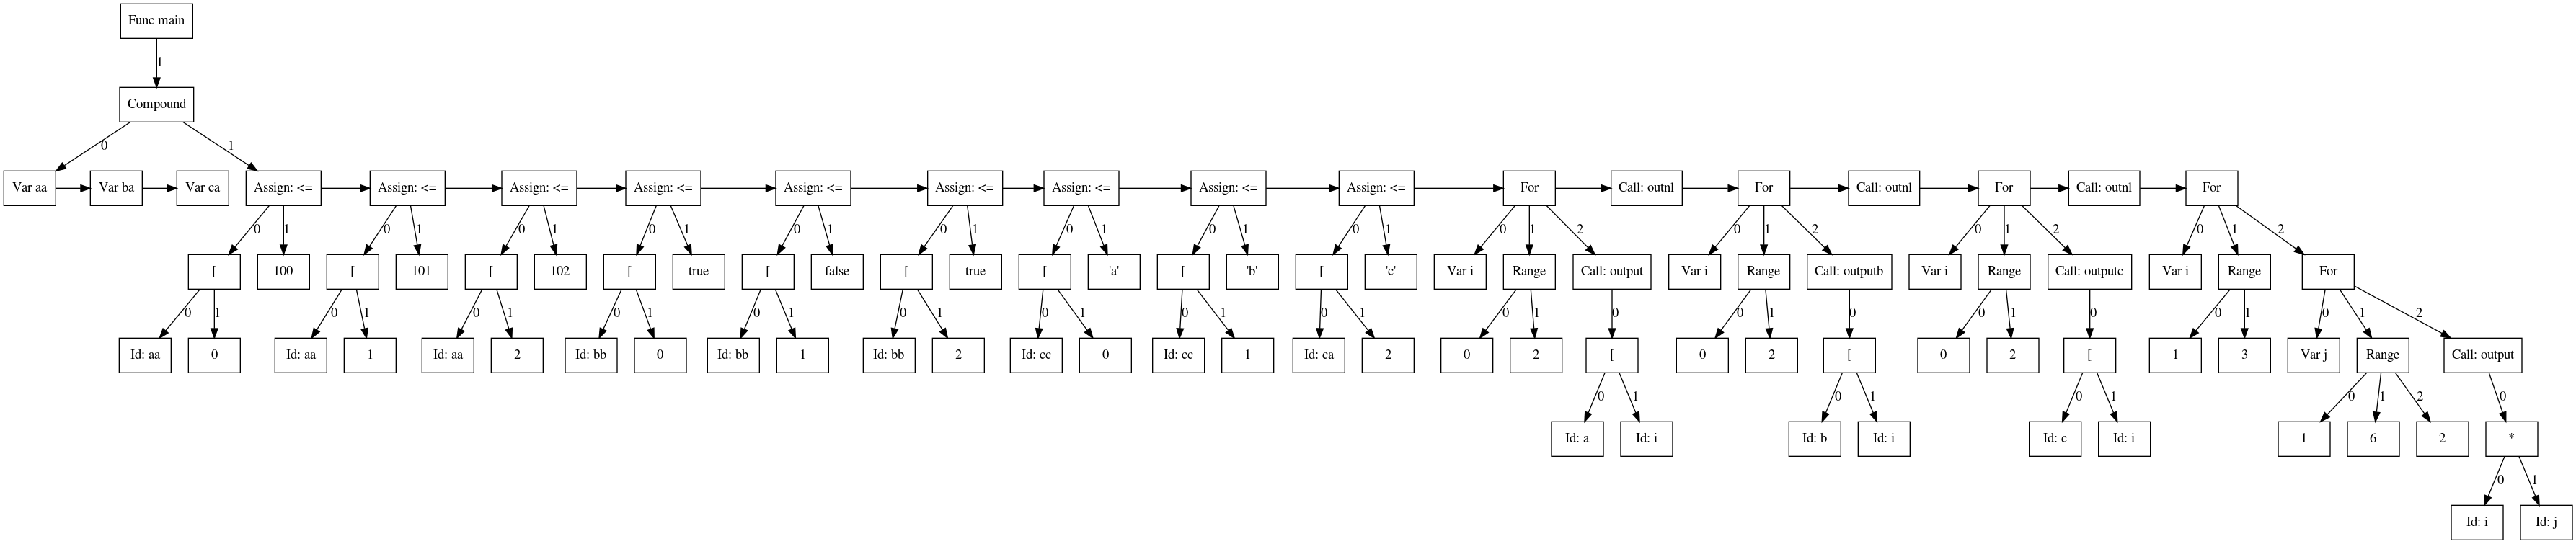 Func main
1
Compound
0 1
Var aa Var ba Var ca Assign: <= Assign: <= Assign: <= Assign: <= Assign: <= Assign: <= Assign: <= Assign: <= Assign: <= For Call: outnl For Call: outnl For Call: outnl For
0 1 0 1 0 1 0 1 0 1 0 1 0 1 0 1 0 1 0 1 2 0 1 2 0 1 2 0 1 2
[ 100 [ 101 [ 102 [ true [ false [ true [ 'a' [ 'b' [ 'c' Var i Range Call: output Var i Range Call: outputb Var i Range Call: outputc Var i Range For
0 1 0 1 0 1 0 1 0 1 0 1 0 1 0 1 0 1 0 1 0 0 1 0 0 1 0 0 1 0 1 2
Id: aa 0 Id: aa 1 Id: aa 2 Id: bb 0 Id: bb 1 Id: bb 2 Id: cc 0 Id: cc 1 Id: ca 2 0 2 [ 0 2 [ 0 2 [ 1 3 Var j Range Call: output
0 1 0 1 0 1 0 1 2 0
Id: a Id: i Id: b Id: i Id: c Id: i 1 6 2 *
0 1
Id: i Id: j